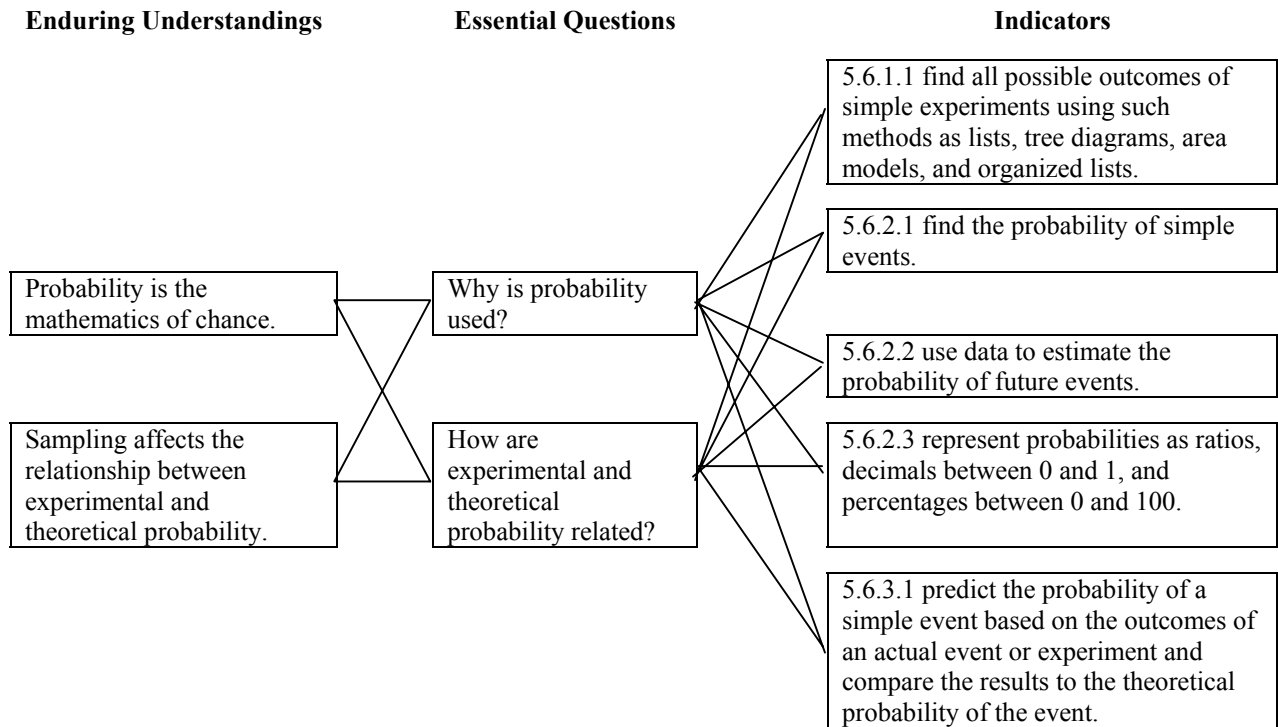 Enduring Understandings
Essential Questions
Indicators
Probability is the
mathematics of chance.
Sampling affects the
relationship between
experimental and
theoretical probability.
Why is probability
used?
How are
experimental and
theoretical
probability related?
5.6.1.1 find all possible outcomes of
simple experiments using such
methods as lists, tree diagrams, area
models, and organized lists.
5.6.2.1 find the probability of simple
events.
5.6.2.2 use data to estimate the
probability of future events.
5.6.2.3 represent probabilities as ratios,
decimals between 0 and 1, and
percentages between 0 and 100.
5.6.3.1 predict the probability of a
simple event based on the outcomes of
an actual event or experiment and
compare the results to the theoretical
probability of the event.